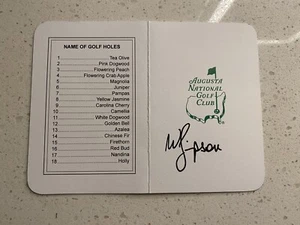 NAME OF GOLF HOLES
1 Tea Olive
2 Pink Dogwood
3 Flowering Peach
4 Flowering Crab Apple
5 Magnolia
6 Juniper
7 Pampas
8 Yellow Jasmine
9 Carolina Cherry
10 Camellia
11 White Dogwood
12 Golden Bell
13 Azalea
14 Chinese Fir
15 Firethorn
16 Red Bud
17 Nandina
18 Holly
AUGUSTA
NATIONAL
GOLF
CLUB